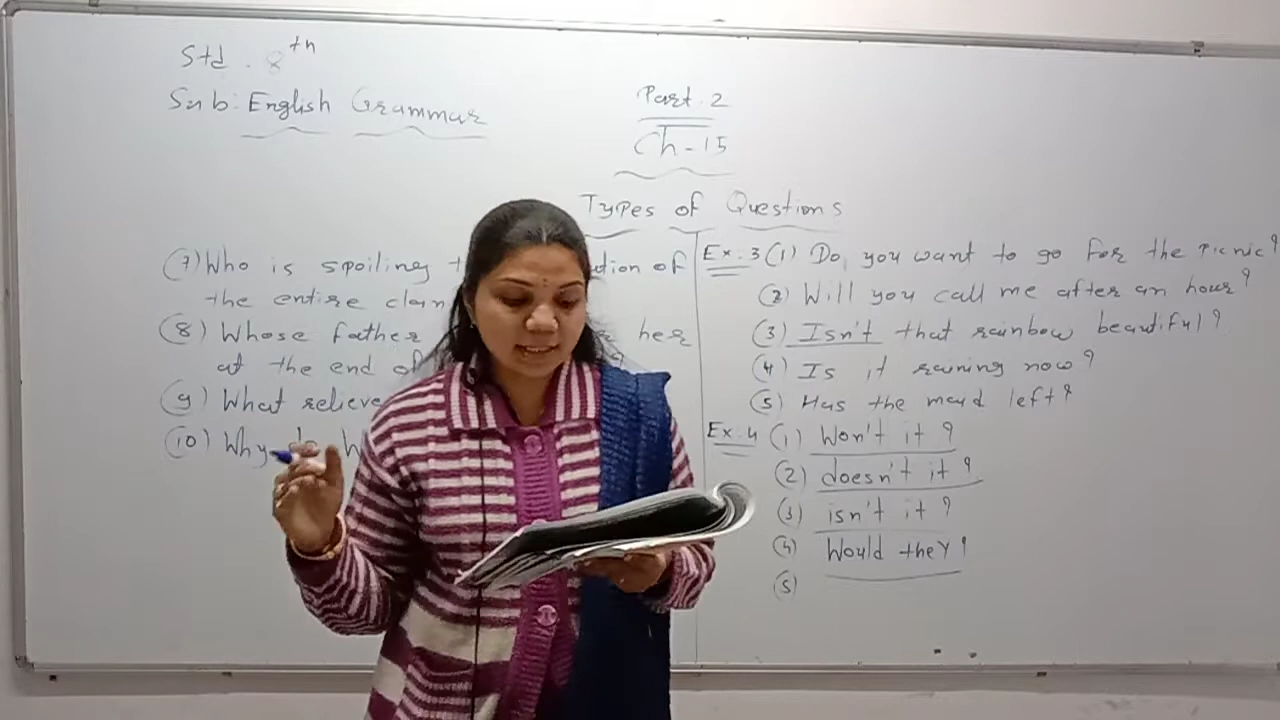 Std. 8th
Sub: English Grammar
Part. 2
Ch-15
Types of Questions
(7) Who is spoiling of
the entire clan
(8) Whose father her
at the end of ?
(9) What relieve
(10) Why
Ex: 3 (1) Do, you want to go for the picnic?
(2) Will you call me after an hour?
(3) Isn't that rainbow beautiful?
(4) Is it raining now?
(5) Has the maid left?
Ex: 4 (1) Won't it?
(2) doesn't it?
(3) isn't it?
(4) Would they?
(5)